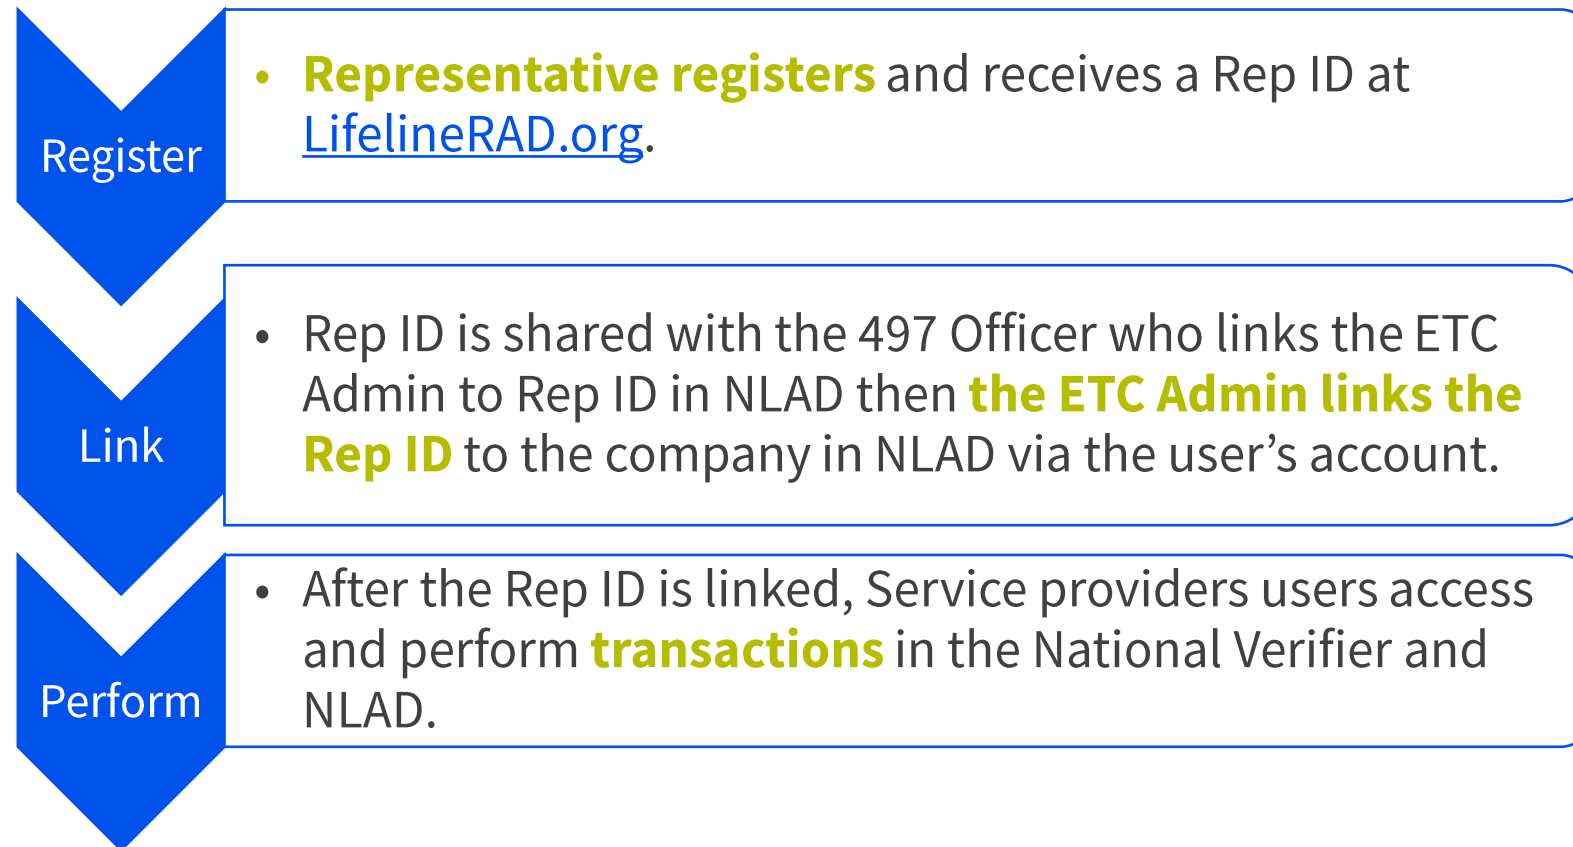 Register
• Representative registers and receives a Rep ID at
LifelineRAD.org.
Link
• Rep ID is shared with the 497 Officer who links the ETC
Admin to Rep ID in NLAD then the ETC Admin links the
Rep ID to the company in NLAD via the user’s account.
Perform
• After the Rep ID is linked, Service providers users access
and perform transactions in the National Verifier and
NLAD.